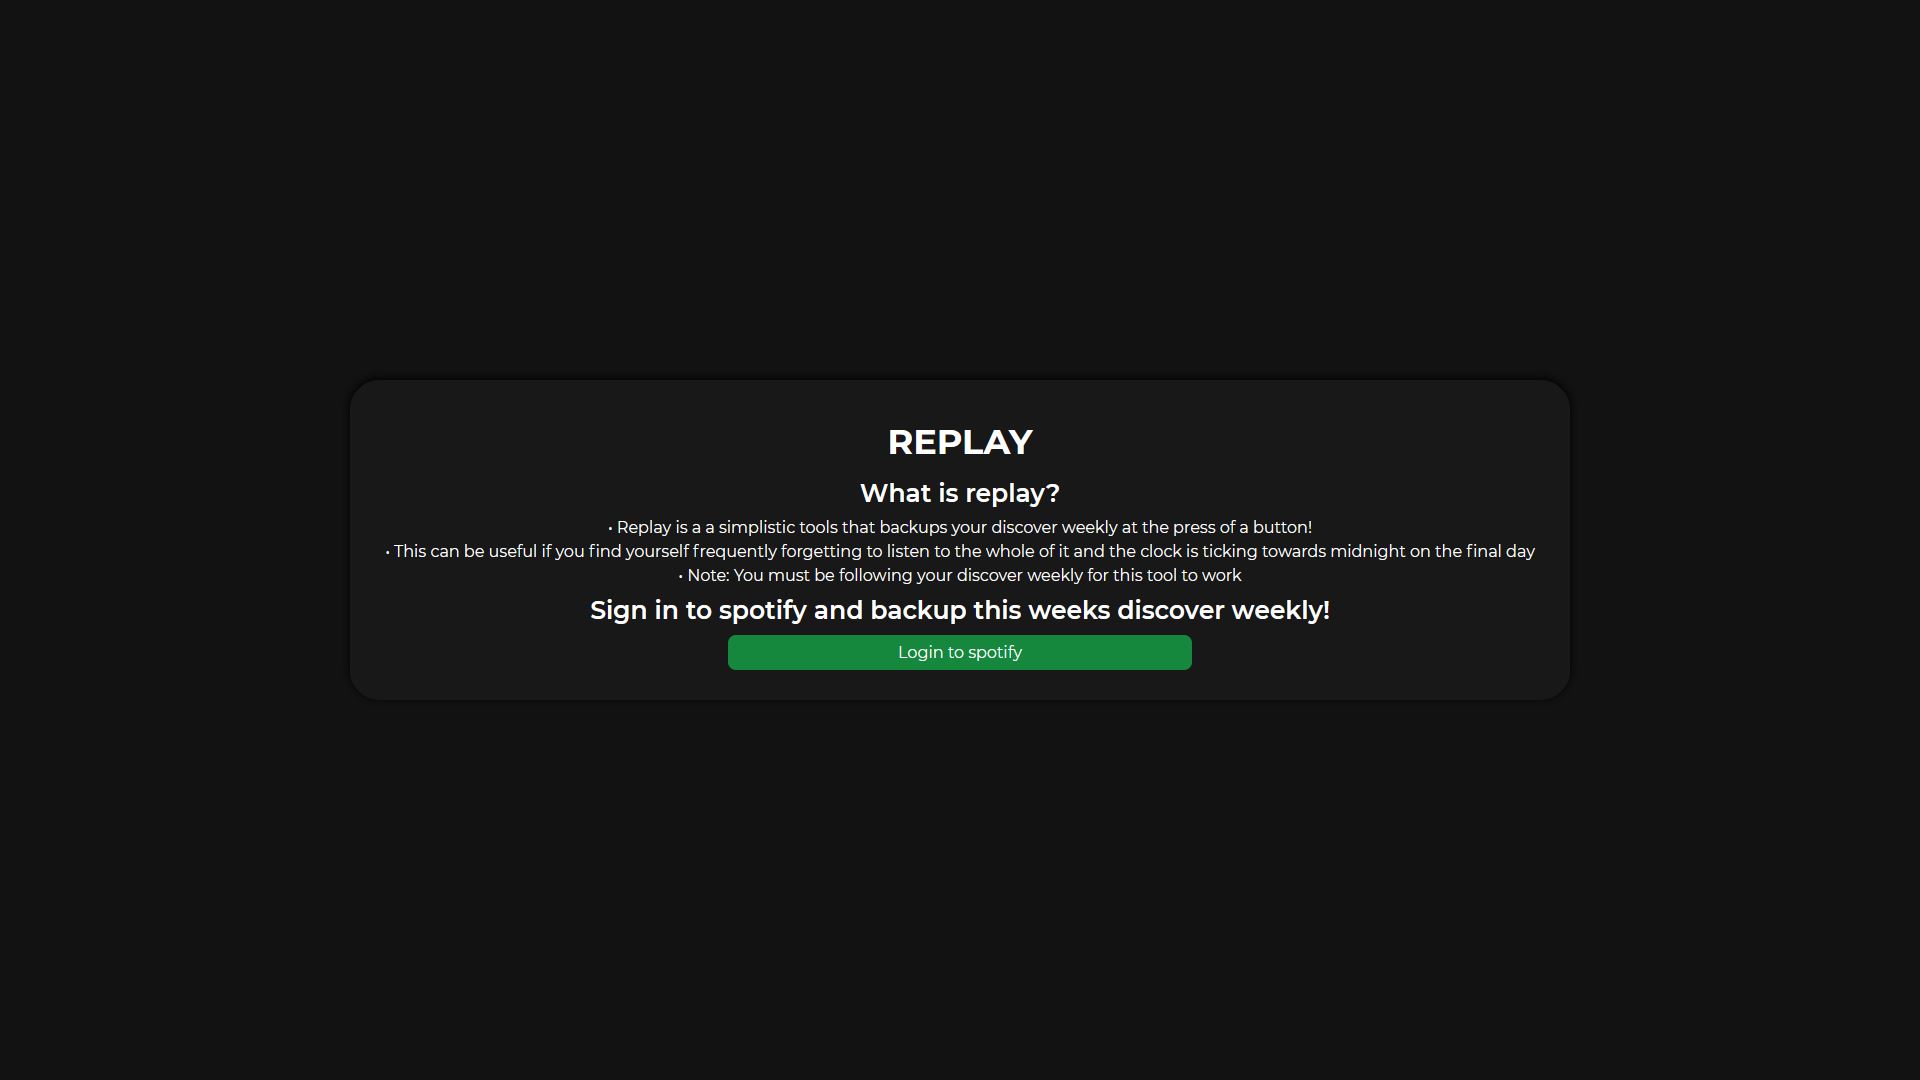 REPLAY
What is replay?
• Replay is a a simplistic tools that backups your discover weekly at the press of a button!
• This can be useful if you find yourself frequently forgetting to listen to the whole of it and the clock is ticking towards midnight on the final day
• Note: You must be following your discover weekly for this tool to work
Sign in to spotify and backup this weeks discover weekly!
Login to spotify